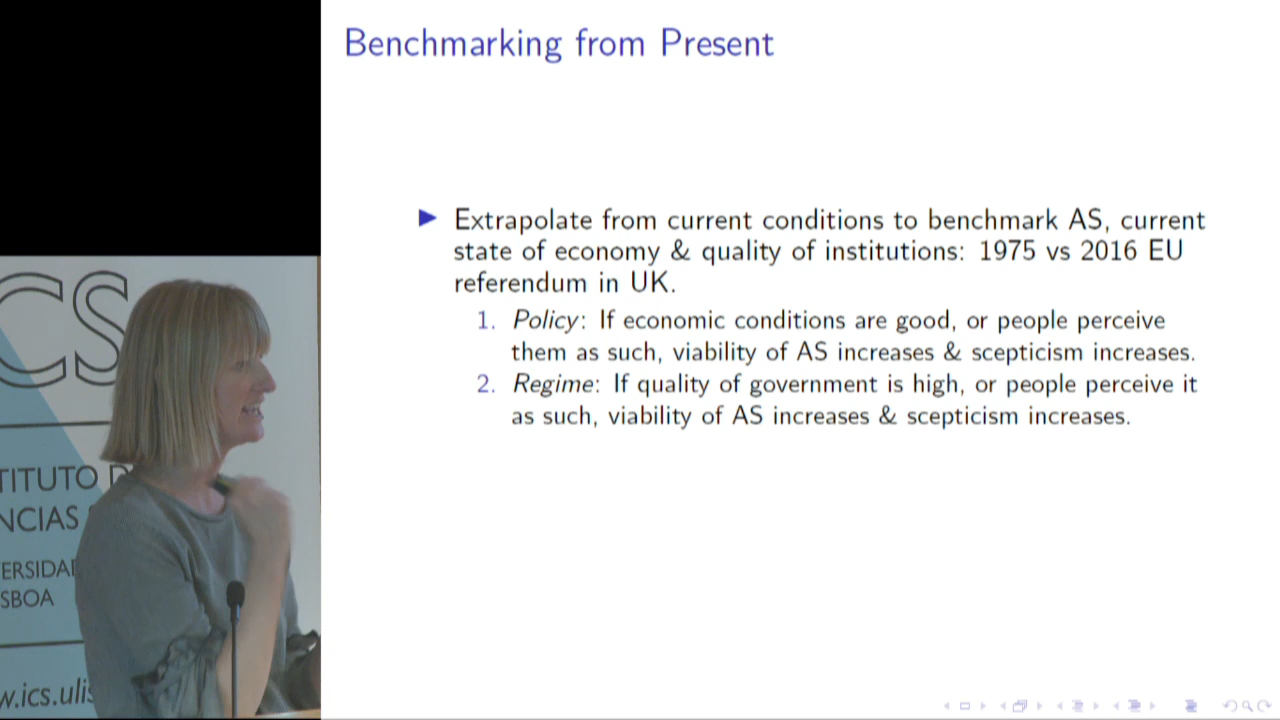 Benchmarking from Present
▶ Extrapolate from current conditions to benchmark AS, current
state of economy & quality of institutions: 1975 vs 2016 EU
referendum in UK.
1. Policy: If economic conditions are good, or people perceive
them as such, viability of AS increases & scepticism increases.
2. Regime: If quality of government is high, or people perceive it
as such, viability of AS increases & scepticism increases.
CS
TITUTO D
NCIAS
ERSIDA
SBOA
w.ics.ulis